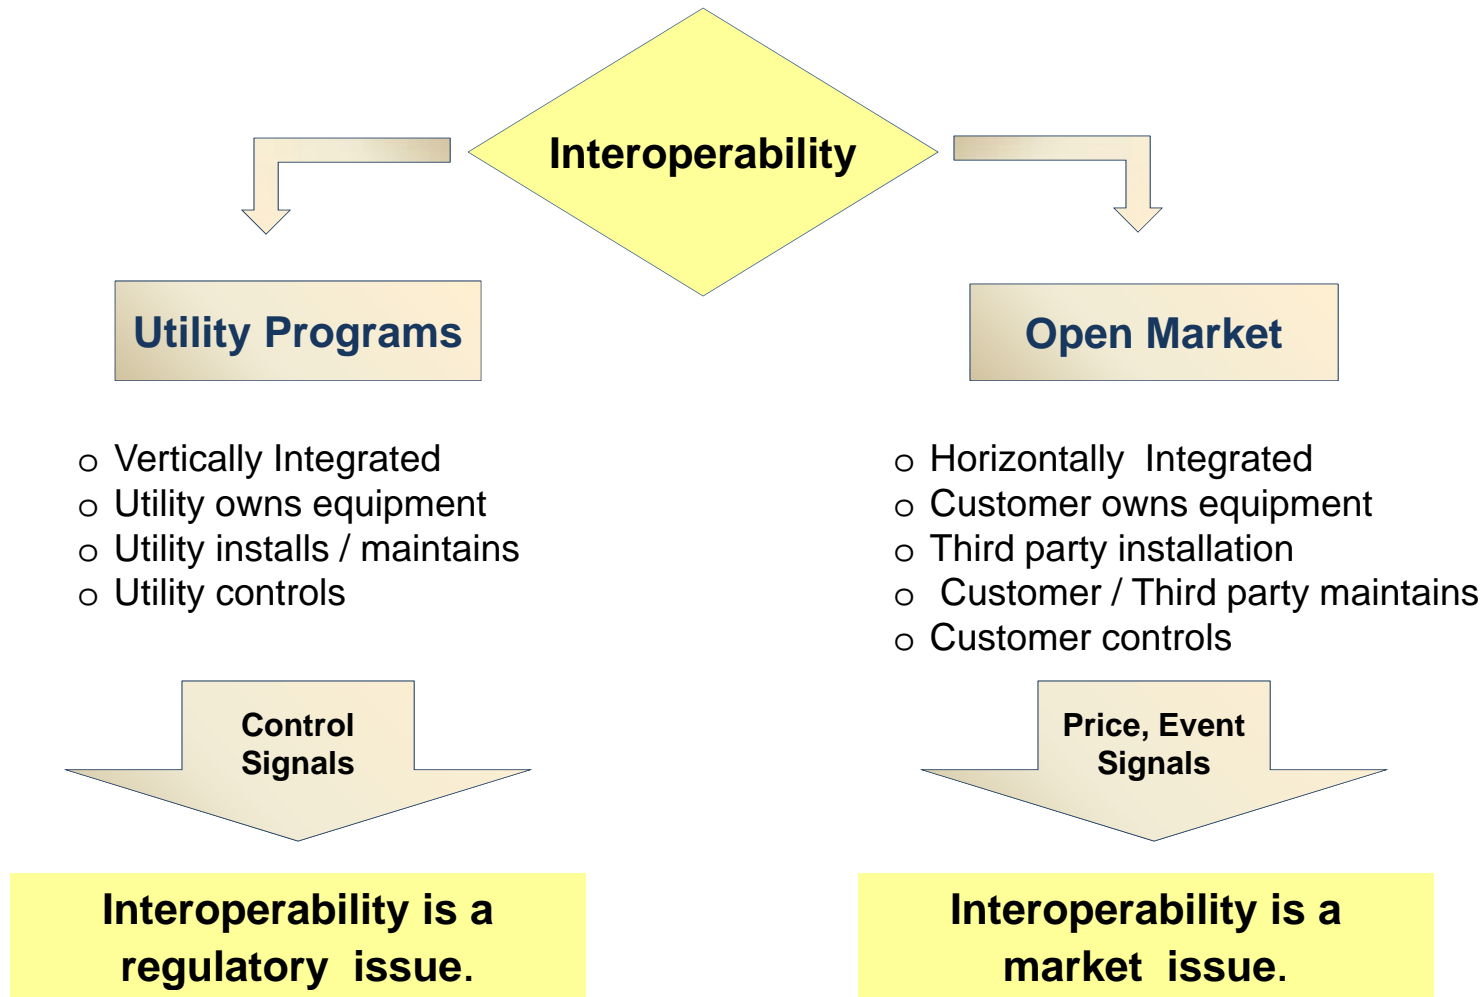 Interoperability
Utility Programs
o Vertically Integrated
o Utility owns equipment
o Utility installs / maintains
o Utility controls
Control
Signals
Interoperability is a
regulatory issue.
Open Market
o Horizontally Integrated
o Customer owns equipment
o Third party installation
o Customer / Third party maintains
o Customer controls
Price, Event
Signals
Interoperability is a
market issue.